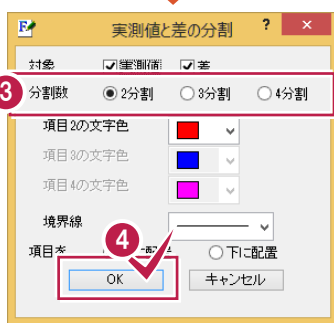 実測値と差の分割 ? ×
対象 実測値 差
3 分割数 2分割 3分割 4分割
項目2の文字色
項目3の文字色
項目4の文字色
境界線
4
下に配置
OK キャンセル